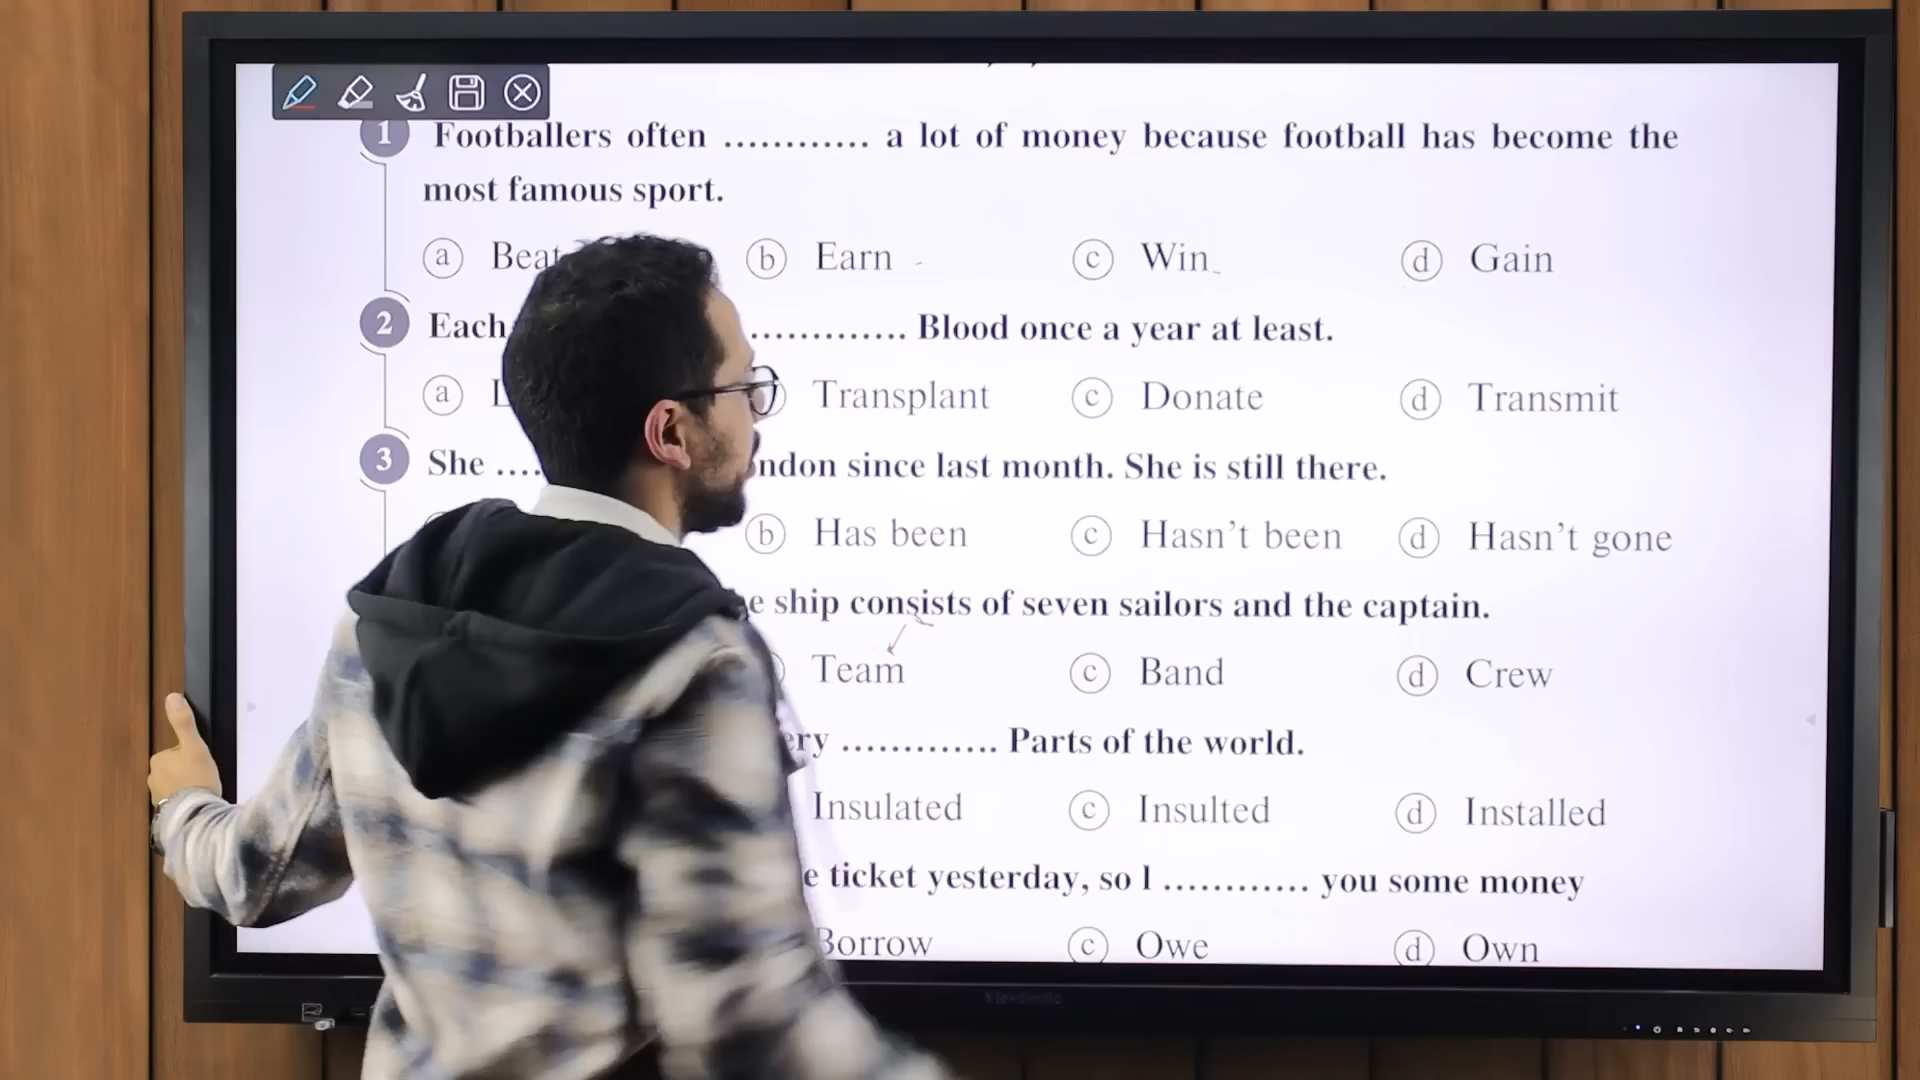 1 Footballers often ............ a lot of money because football has become the
most famous sport.
a Beat b Earn c Win d Gain
2 Each ............. Blood once a year at least.
a Transplant c Donate d Transmit
3 She .... since last month. She is still there.
b Has been c Hasn't been d Hasn't gone
ship consists of seven sailors and the captain.
Team c Band d Crew
............. Parts of the world.
Insulated c Insulted d Installed
ticket yesterday, so I ............ you some money
Borrow c Owe d Own
ViewSonic